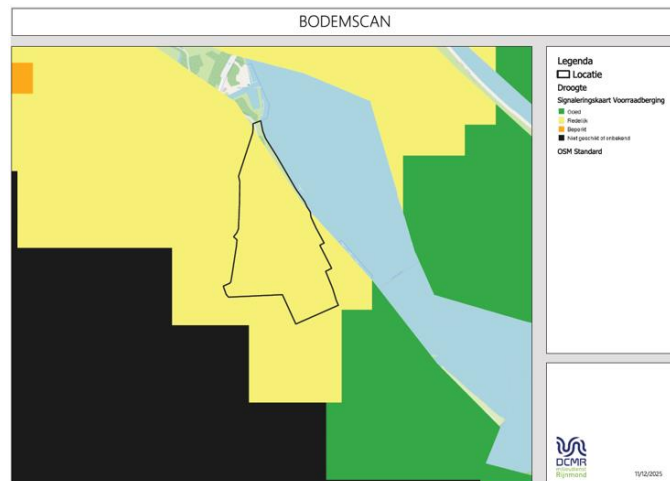 BODEMSCAN
Legenda
Locatie
Droogte
Signaleringskaart Voorraadberging
Goed
Redelijk
Beperkt
Niet geschikt of onbekend
OSM Standard
DCMR
milieudienst
Rijnmond
11/12/2025